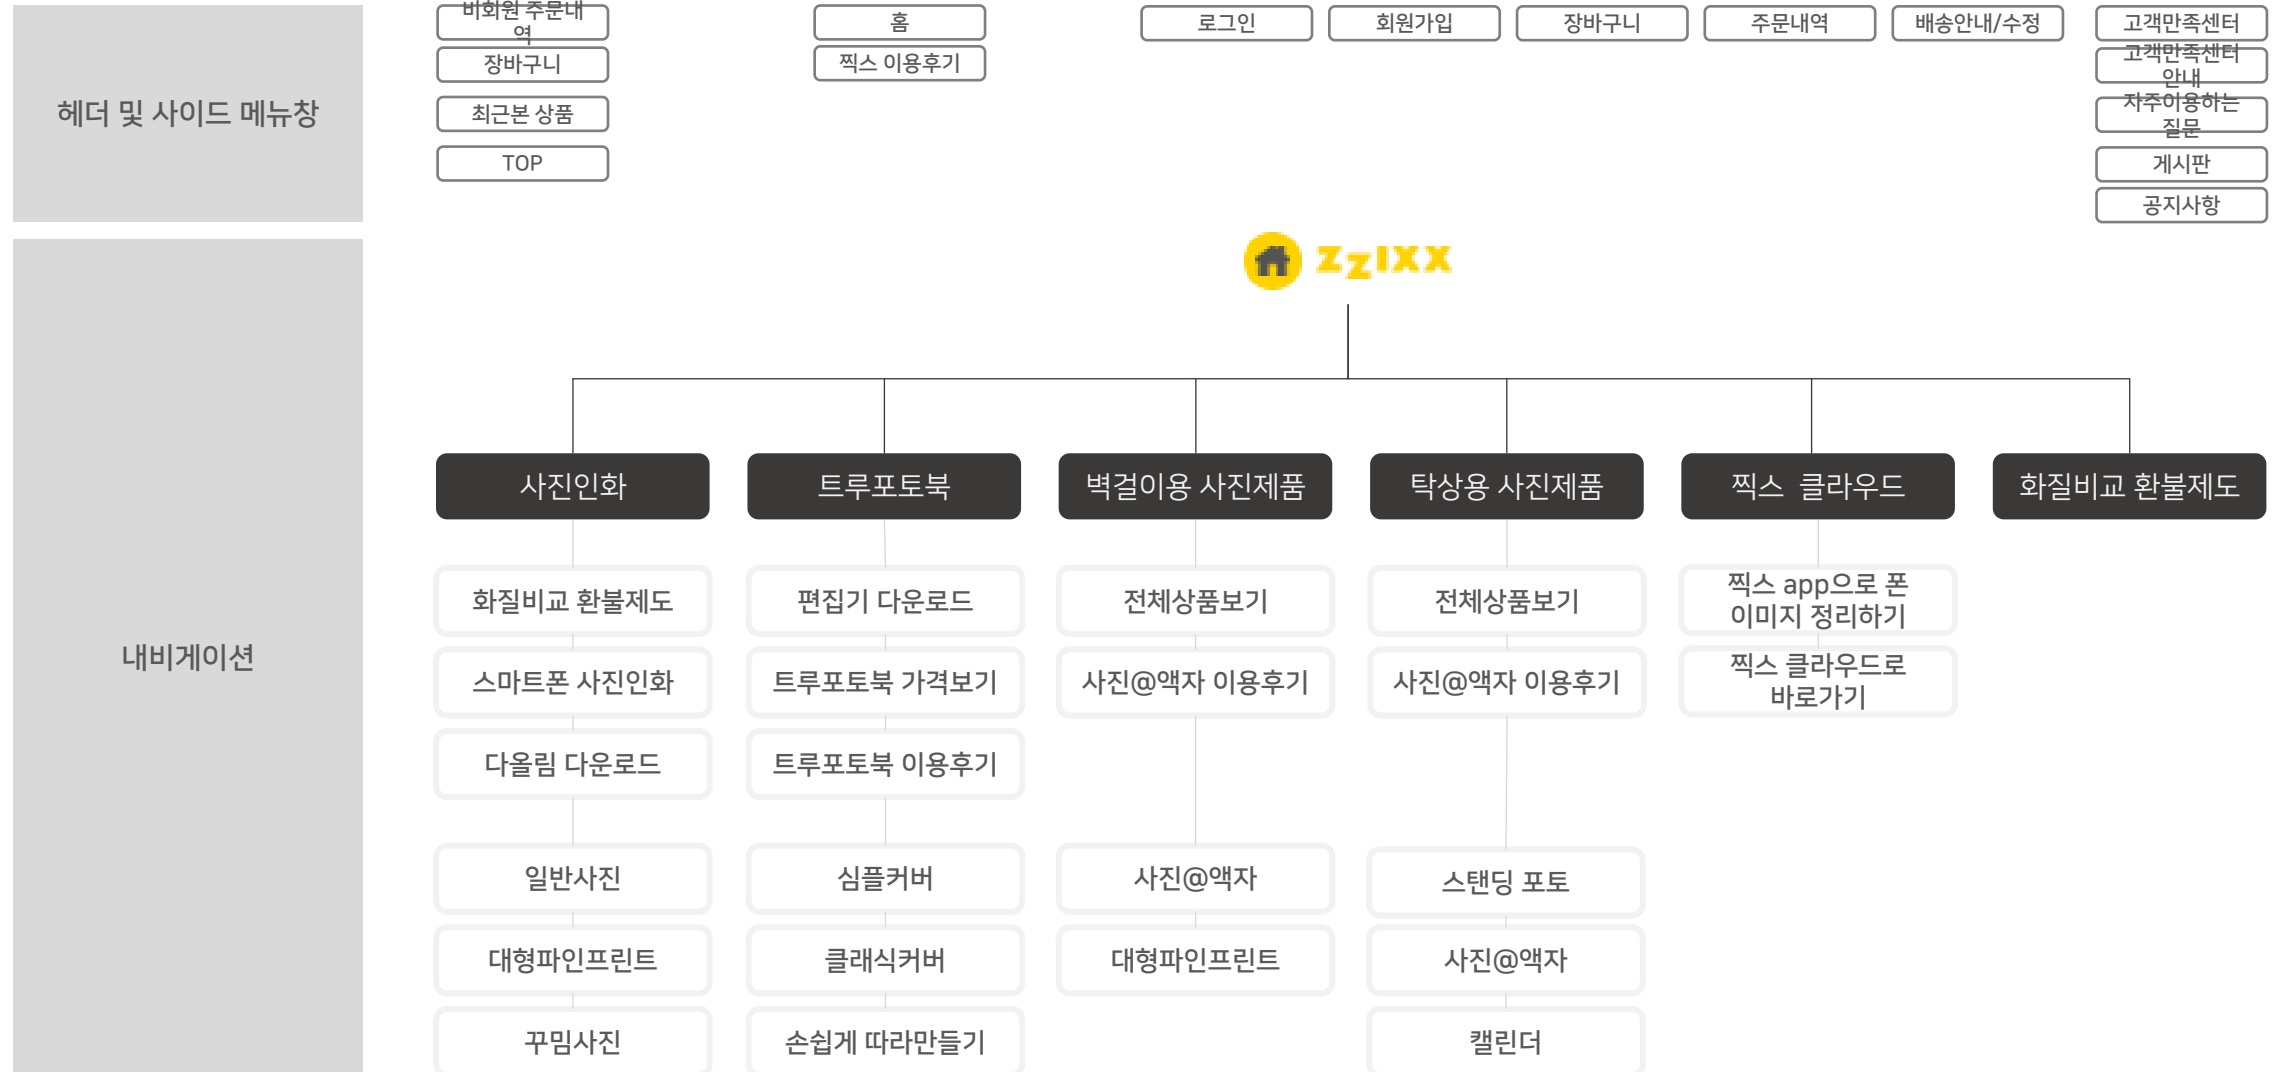 헤더 및 사이드 메뉴창
비회원 주문내
역
장바구니
최근본 상품
TOP
홈
찍스 이용후기
로그인
회원가입
장바구니
주문내역
배송안내/수정
고객만족센터
고객만족센터
안내
자주이용하는
질문
게시판
공지사항
내비게이션
zzixx
사진인화
화질비교 환불제도
스마트폰 사진인화
다올림 다운로드
일반사진
대형파인프린트
꾸밈사진
트루포토북
편집기 다운로드
트루포토북 가격보기
트루포토북 이용후기
심플커버
클래식커버
손쉽게 따라만들기
벽걸이용 사진제품
전체상품보기
사진@액자 이용후기
사진@액자
대형파인프린트
탁상용 사진제품
전체상품보기
사진@액자 이용후기
스탠딩 포토
사진@액자
캘린더
찍스 클라우드
찍스 app으로 폰
이미지 정리하기
찍스 클라우드로
바로가기
화질비교 환불제도